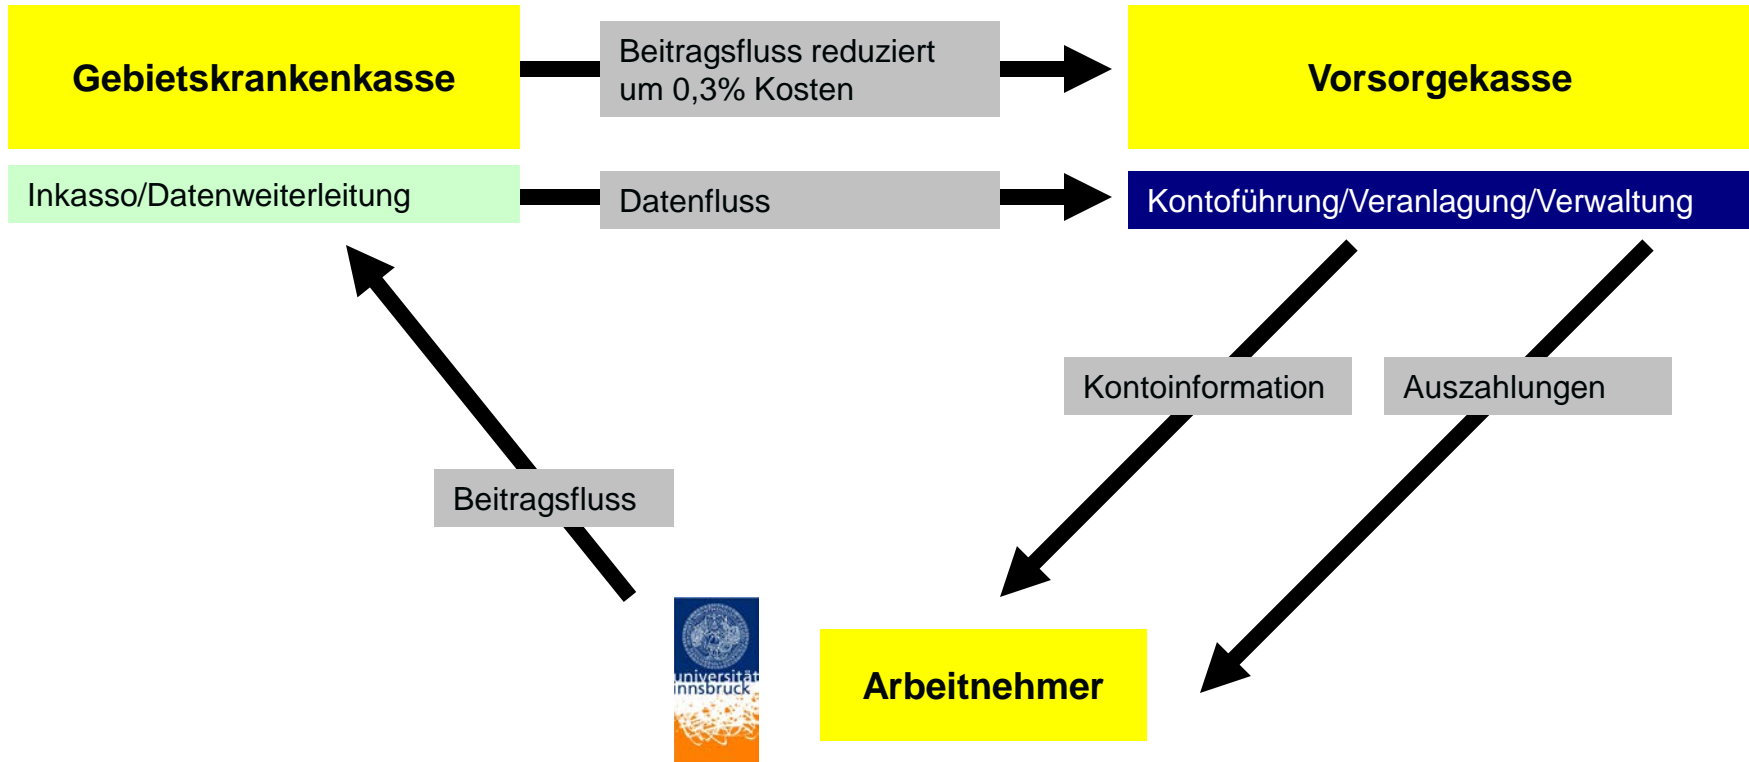 Gebietskrankenkasse
Beitragsfluss reduziert
um 0,3% Kosten
Vorsorgekasse
Inkasso/Datenweiterleitung
Datenfluss
Kontoführung/Veranlagung/Verwaltung
Kontoinformation
Auszahlungen
Beitragsfluss
universität
innsbruck
Arbeitnehmer